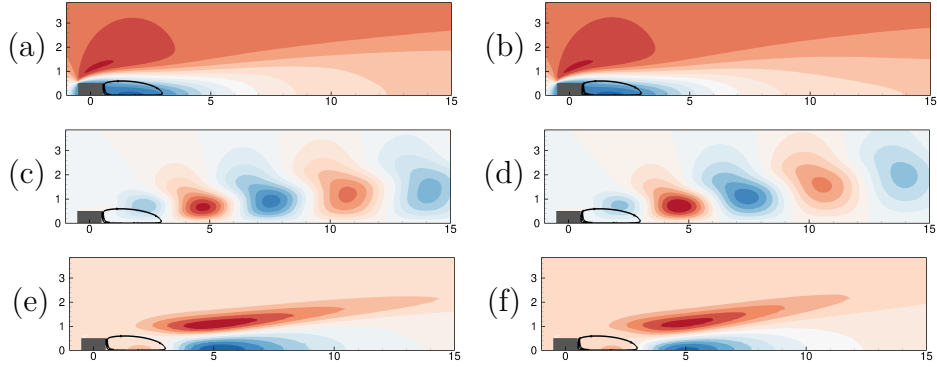 (a) 3 2 1 0 0 5 10 15
(b) 3 2 1 0 0 5 10 15
(c) 3 2 1 0 0 5 10 15
(d) 3 2 1 0 0 5 10 15
(e) 3 2 1 0 0 5 10 15
(f) 3 2 1 0 0 5 10 15